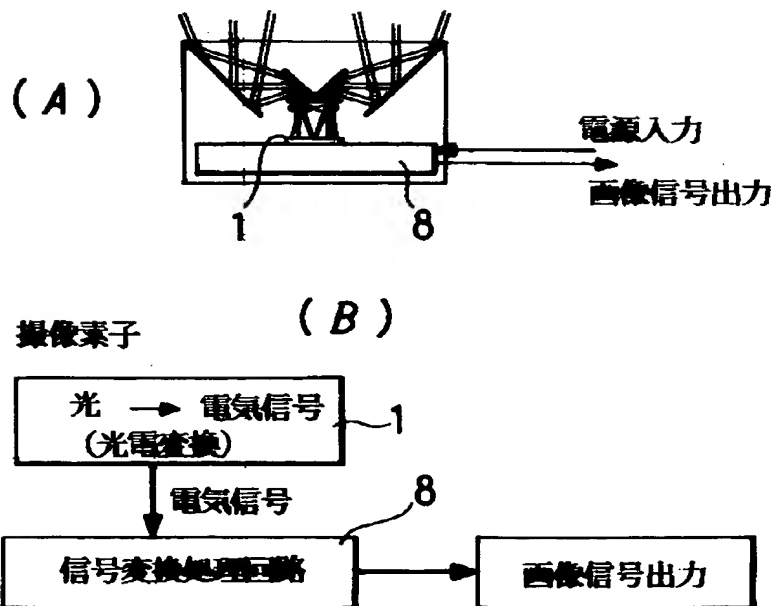 (A)
電源入力
画像信号出力
1
8
(B)
撮像素子
光 → 電気信号
(光電変換)
1
電気信号
8
信号変換処理回路
画像信号出力